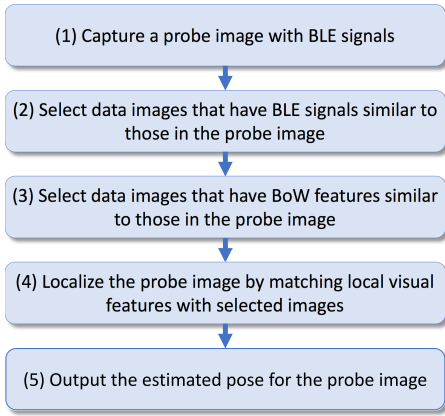 (1) Capture a probe image with BLE signals
(2) Select data images that have BLE signals similar to
those in the probe image
(3) Select data images that have BoW features similar
to those in the probe image
(4) Localize the probe image by matching local visual
features with selected images
(5) Output the estimated pose for the probe image